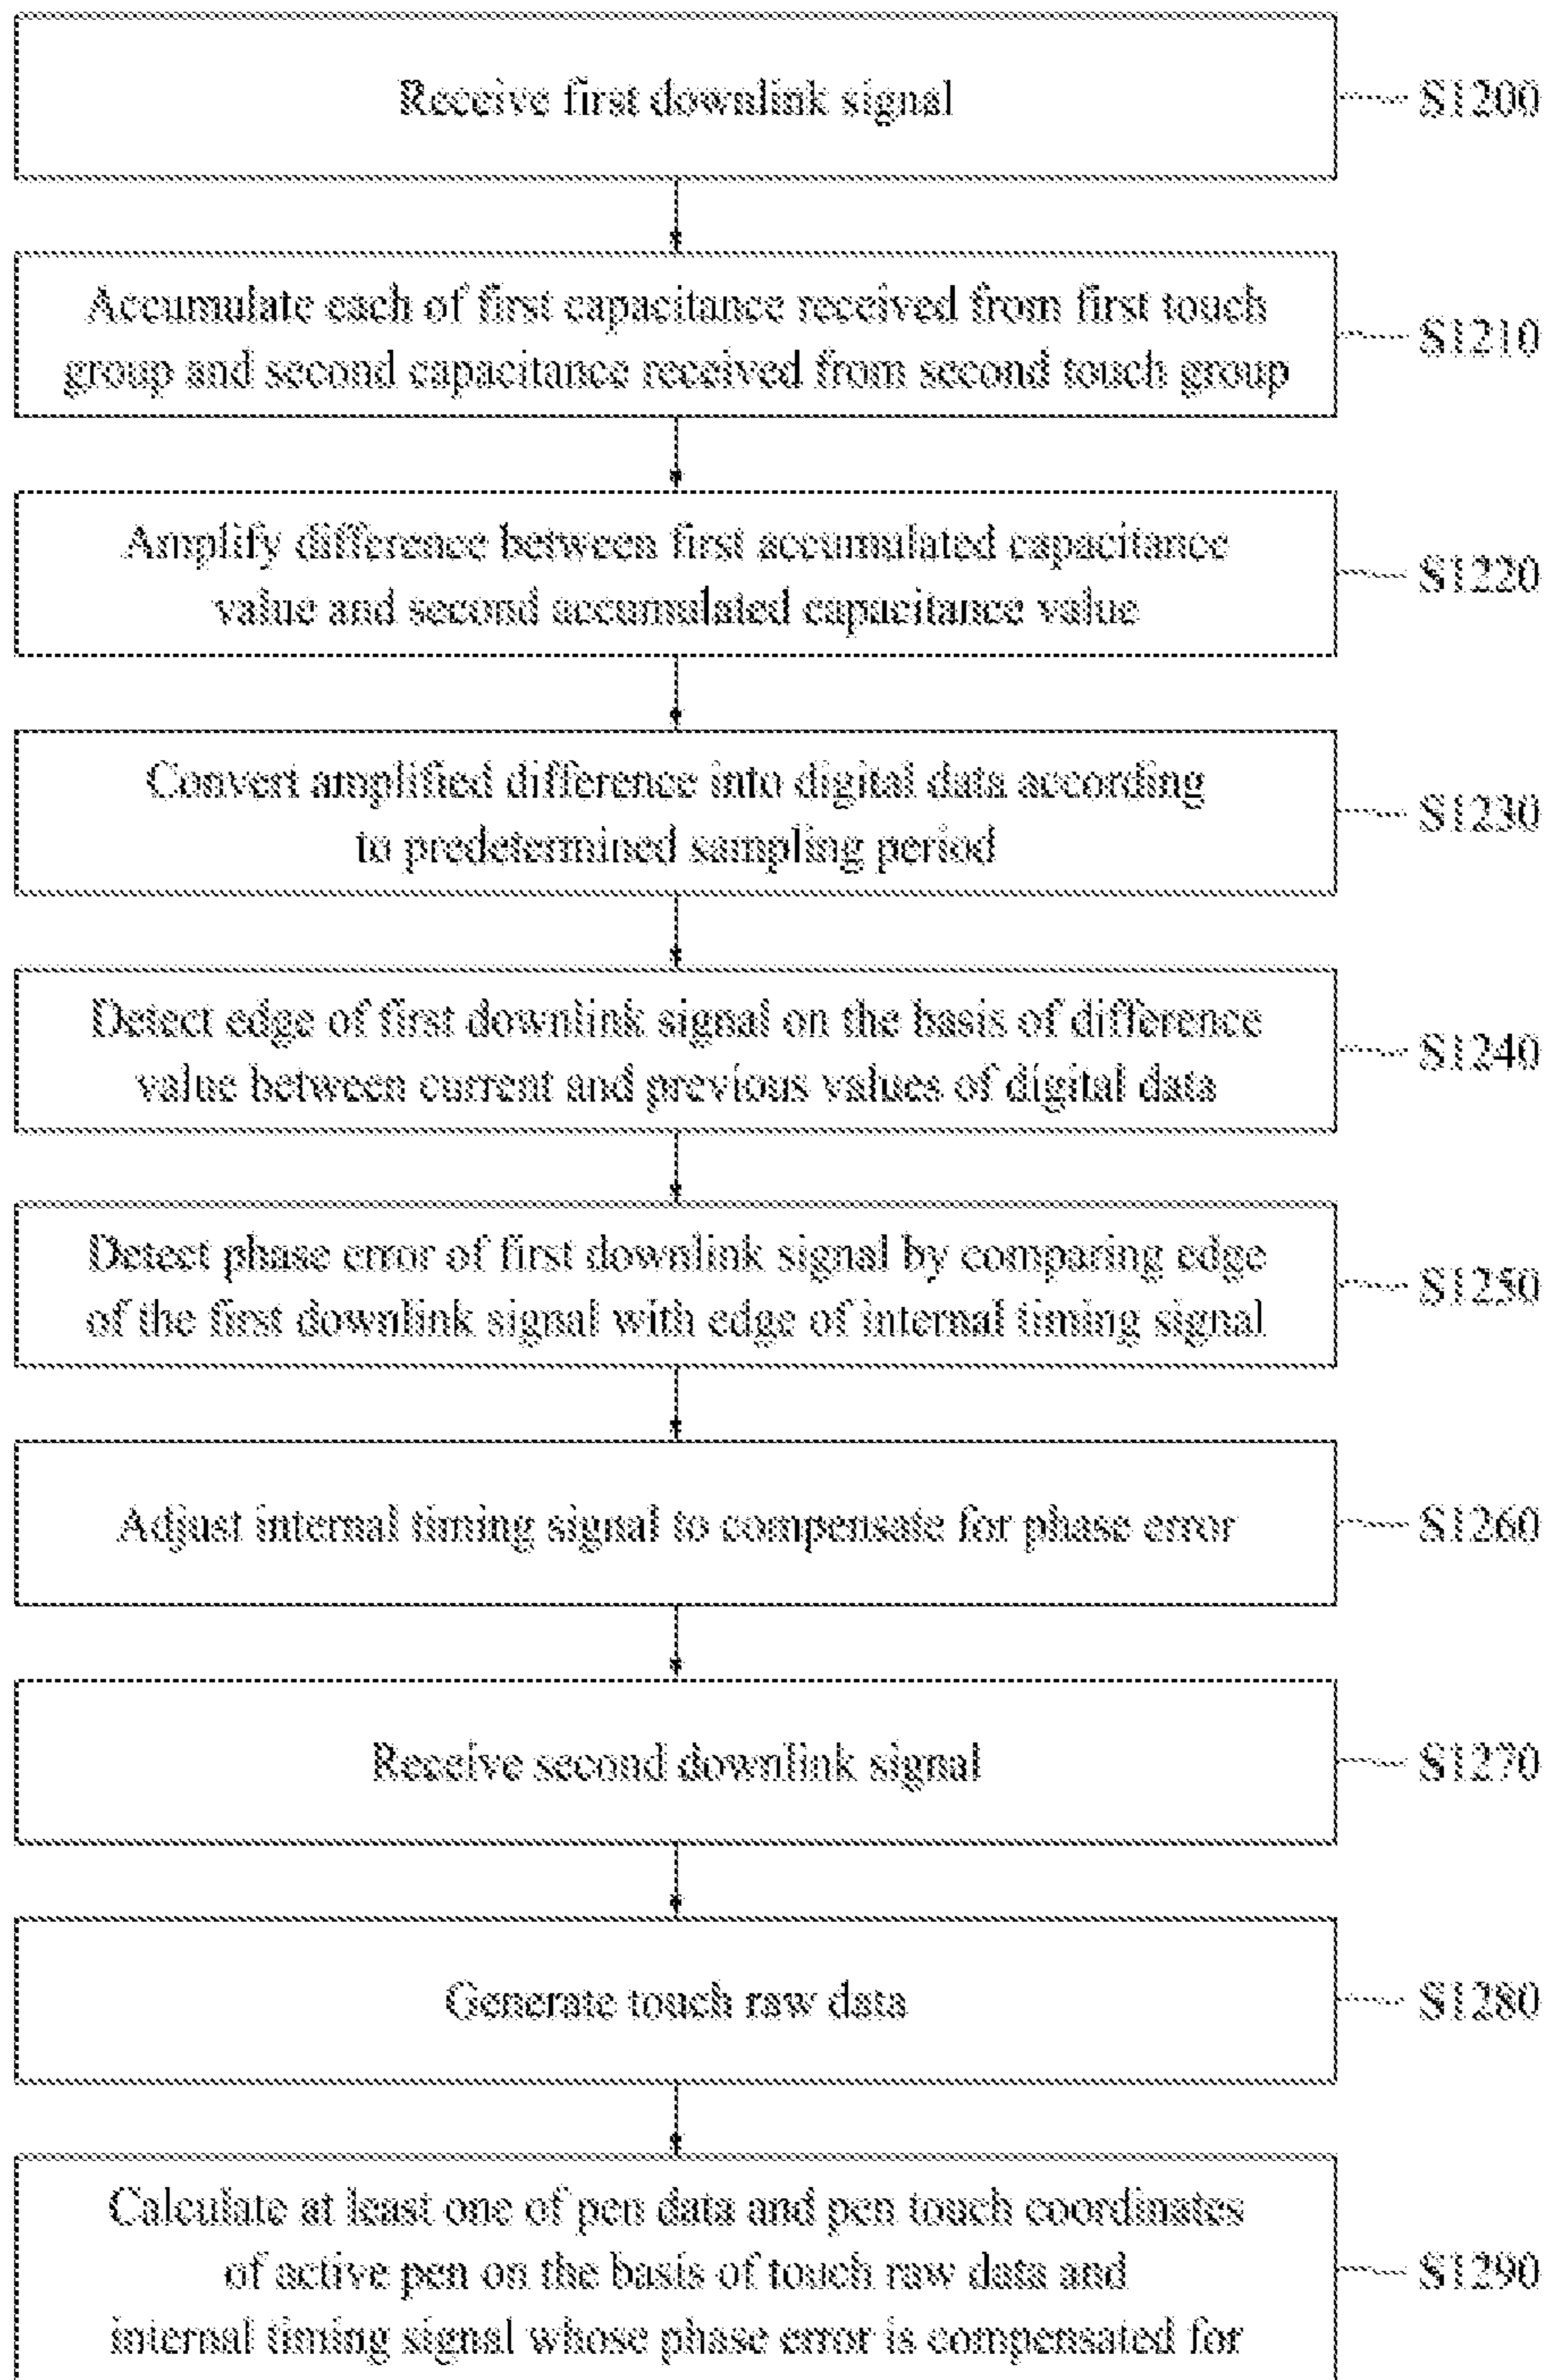 Receive first downlink signal
S1200
Accumulate each of first capacitance received from first touch
group and second capacitance received from second touch group
S1210
Amplify difference between first accumulated capacitance
value and second accumulated capacitance value
S1220
Convert amplified difference into digital data according
to predetermined sampling period
S1230
Detect edge of first downlink signal on the basis of difference
value between current and previous values of digital data
S1240
Detect phase error of first downlink signal by comparing edge
of the first downlink signal with edge of internal timing signal
S1250
Adjust internal timing signal to compensate for phase error
S1260
Receive second downlink signal
S1270
Generate touch raw data
S1280
Calculate at least one of pen data and pen touch coordinates
of active pen on the basis of touch raw data and
internal timing signal whose phase error is compensated for
S1290